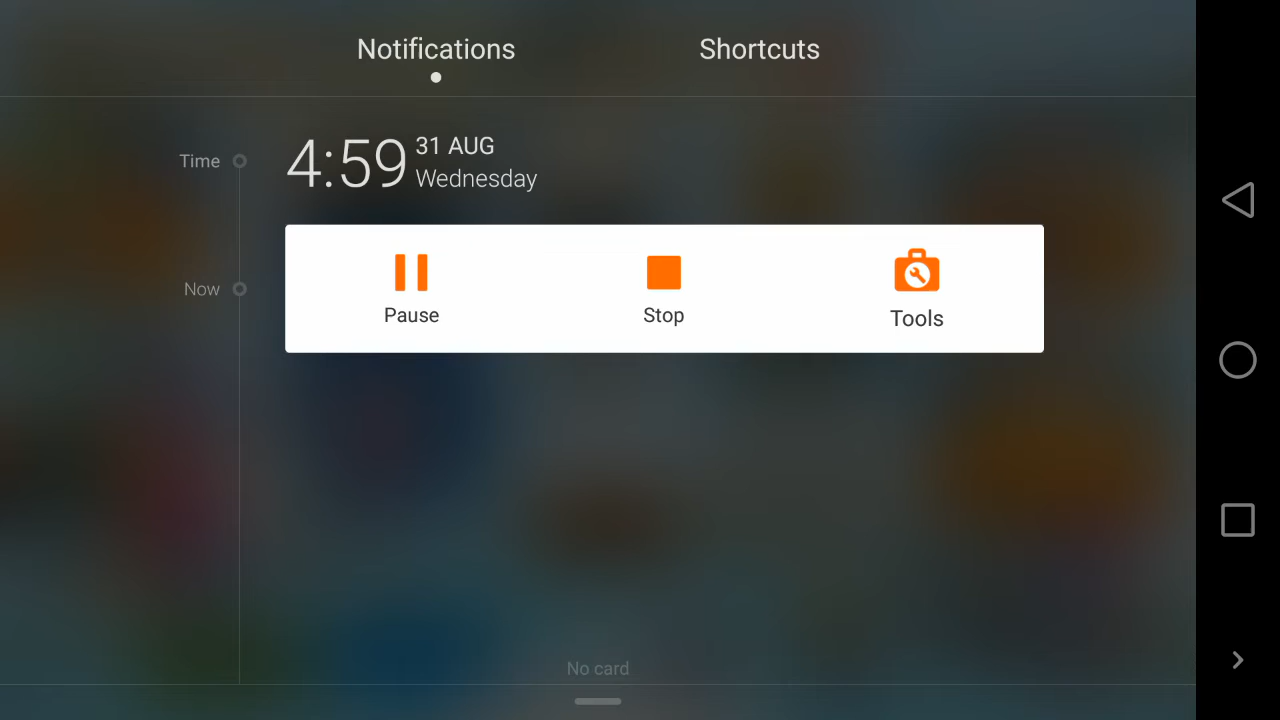 Notifications
Shortcuts
Time
4:59
31 AUG
Wednesday
Now
Pause
Stop
Tools
No card